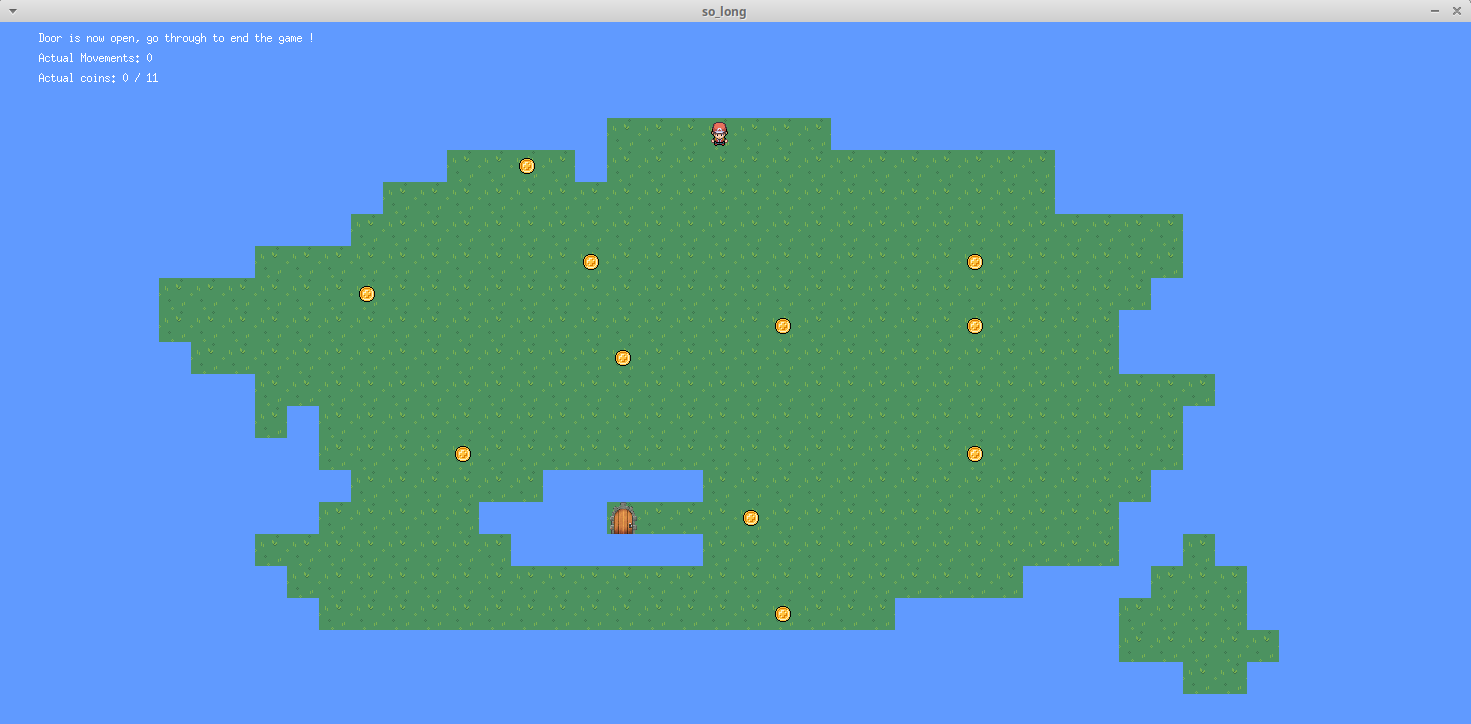 so_long
Door is now open, go through to end the game !
Actual Movements: 0
Actual coins: 0 / 11